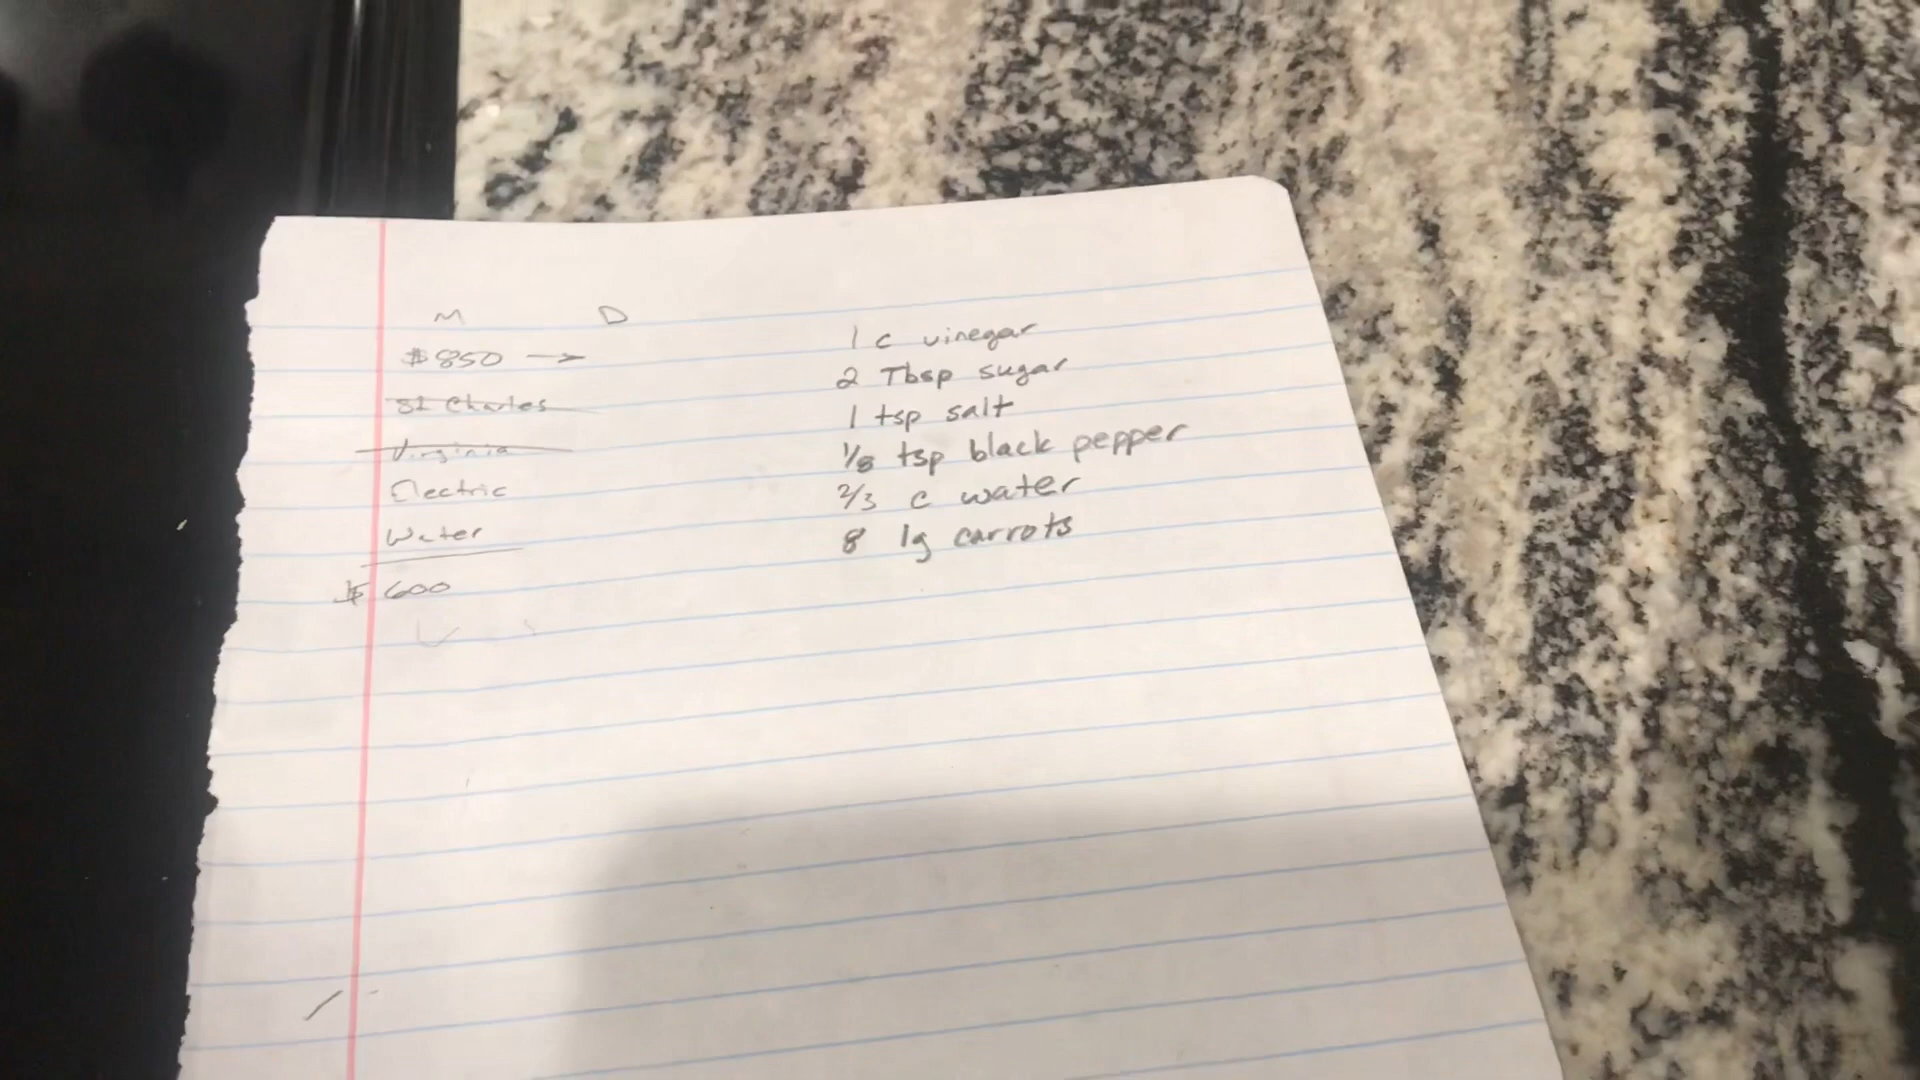 M D
$850 →
St Charles
Virginia
Electric
Water
$600
1 c vinegar
2 Tbsp sugar
1 tsp salt
1/8 tsp black pepper
2/3 c water
8 lg carrots